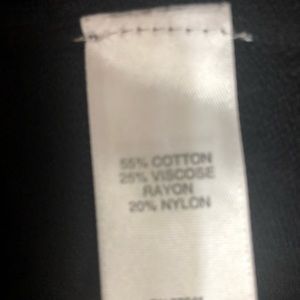 55% COTTON
25% VISCOSE
RAYON
20% NYLON